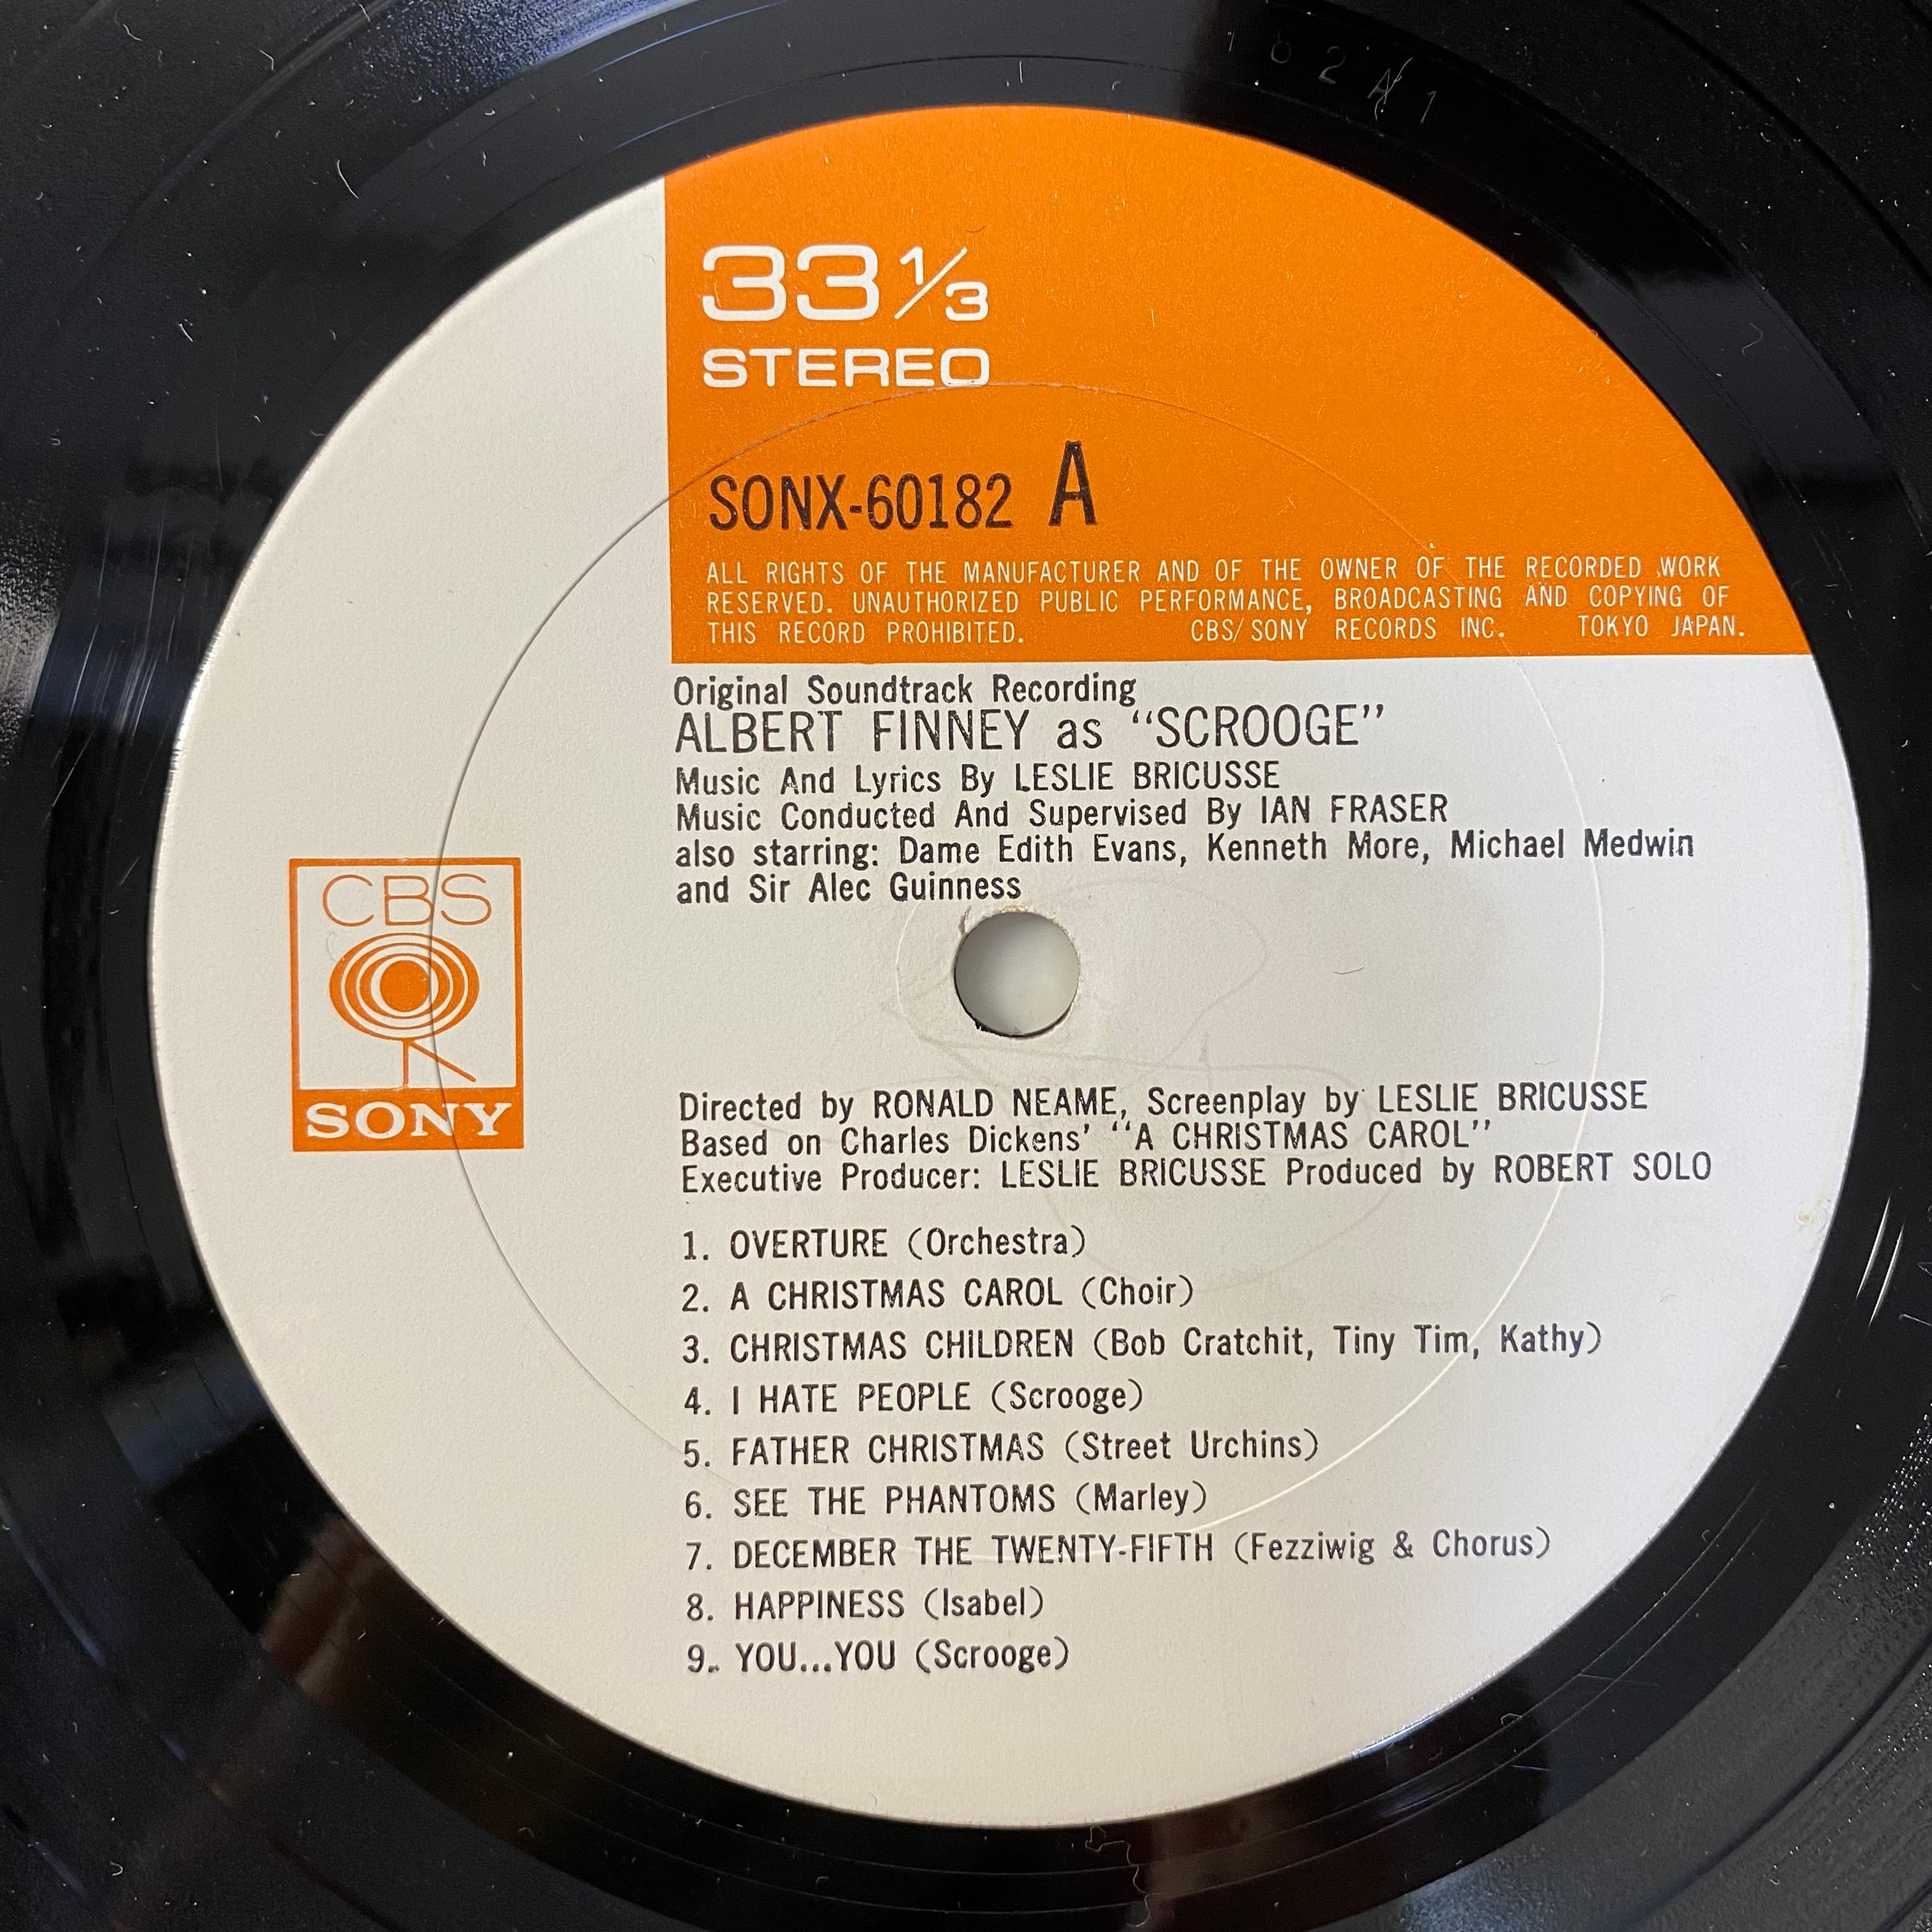 33 1/3
STEREO
SONX-60182 A
ALL RIGHTS OF THE MANUFACTURER AND OF THE OWNER OF THE RECORDED WORK
RESERVED. UNAUTHORIZED PUBLIC PERFORMANCE, BROADCASTING AND COPYING OF
THIS RECORD PROHIBITED. CBS/SONY RECORDS INC. TOKYO JAPAN.
Original Soundtrack Recording
ALBERT FINNEY as “SCROOGE”
Music And Lyrics By LESLIE BRICUSSE
Music Conducted And Supervised By IAN FRASER
also starring: Dame Edith Evans, Kenneth More, Michael Medwin
and Sir Alec Guinness
CBS
SONY
Directed by RONALD NEAME, Screenplay by LESLIE BRICUSSE
Based on Charles Dickens’ “A CHRISTMAS CAROL”
Executive Producer: LESLIE BRICUSSE Produced by ROBERT SOLO
1. OVERTURE (Orchestra)
2. A CHRISTMAS CAROL (Choir)
3. CHRISTMAS CHILDREN (Bob Cratchit, Tiny Tim, Kathy)
4. I HATE PEOPLE (Scrooge)
5. FATHER CHRISTMAS (Street Urchins)
6. SEE THE PHANTOMS (Marley)
7. DECEMBER THE TWENTY-FIFTH (Fezziwig & Chorus)
8. HAPPINESS (Isabel)
9. YOU...YOU (Scrooge)